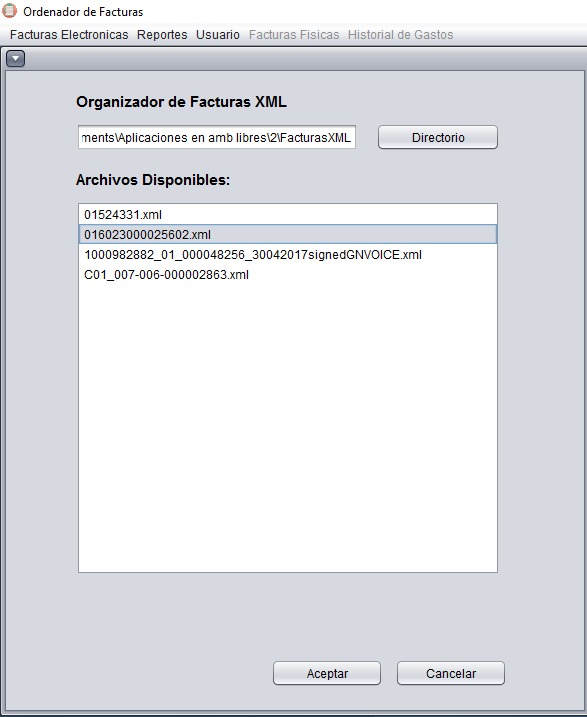 Ordenador de Facturas
Facturas Electronicas Reportes Usuario Facturas Fisicas Historial de Gastos
Organizador de Facturas XML
ments\Aplicaciones en amb libres\2\FacturasXML Directorio
Archivos Disponibles:
01524331.xml
016023000025602.xml
1000982882_01_000048256_30042017signedGNVOICE.xml
C01_007-006-000002863.xml
Aceptar Cancelar